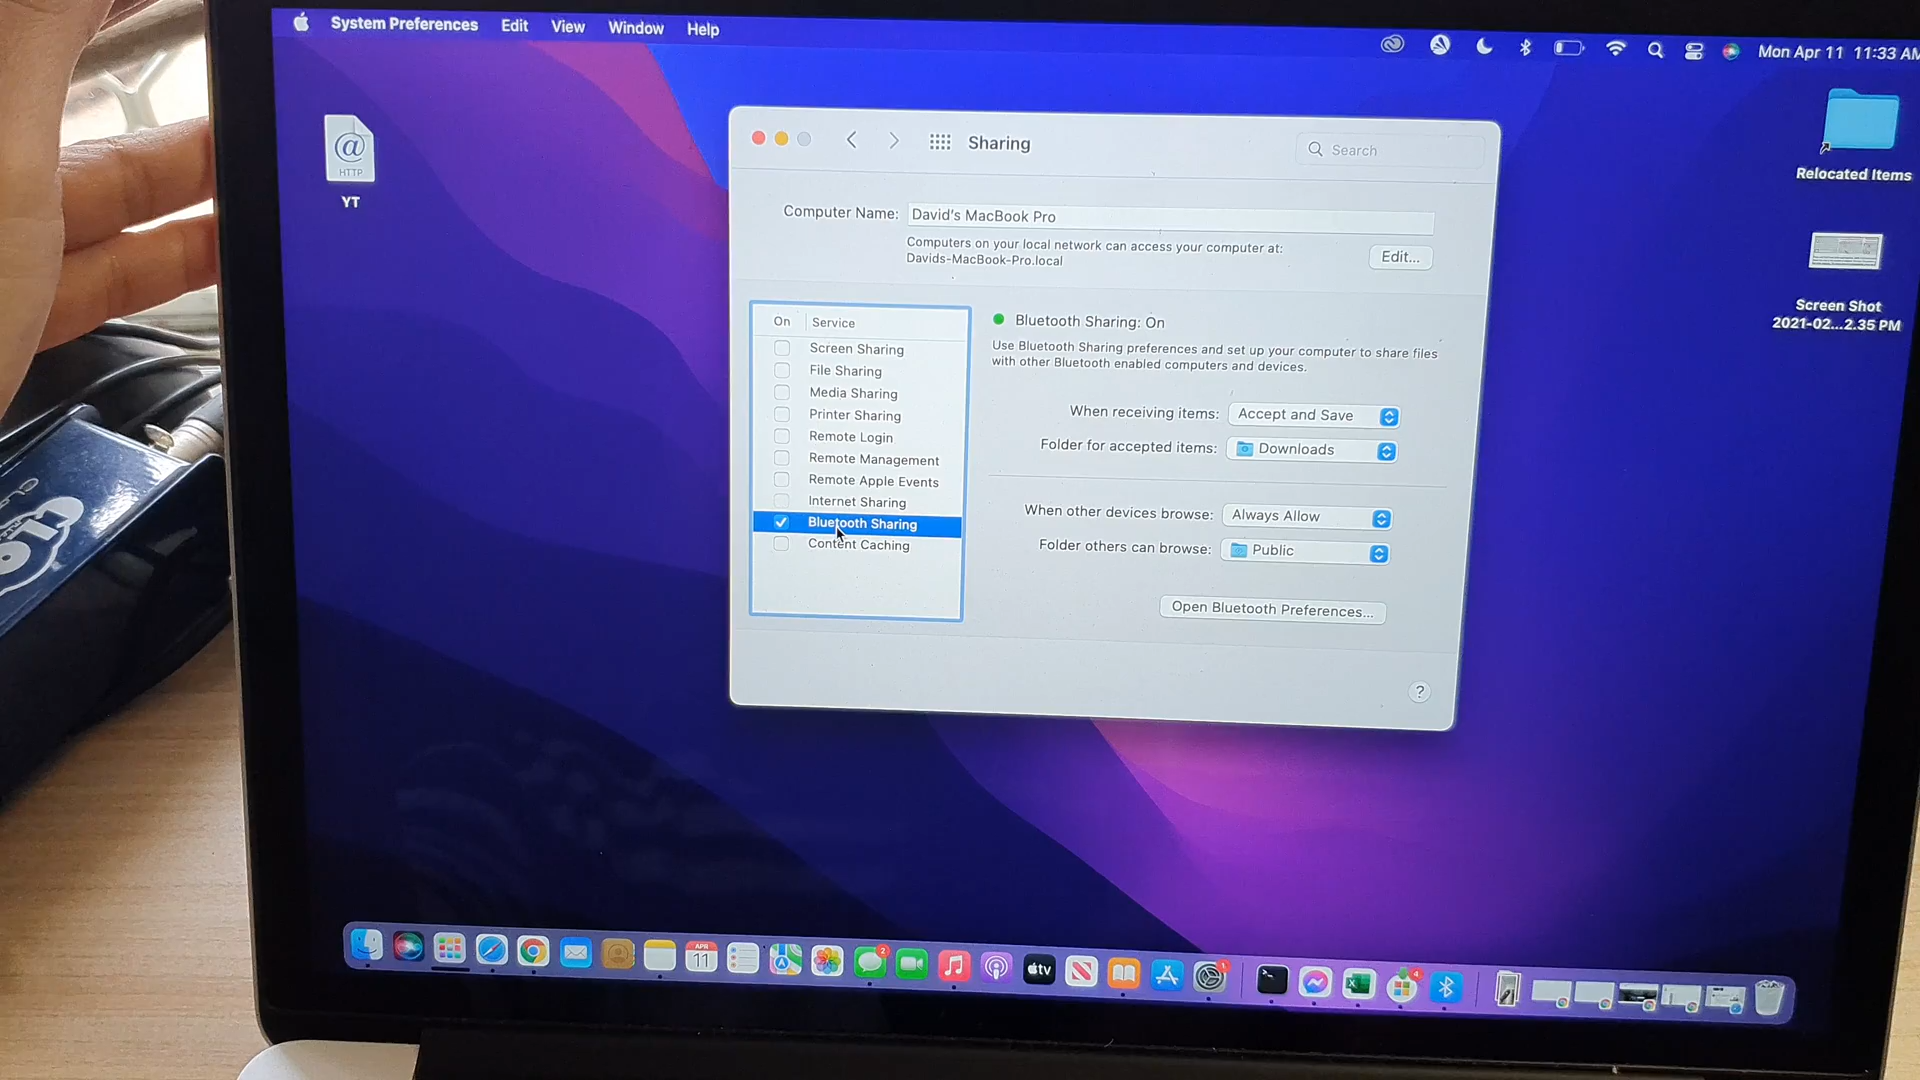 System Preferences Edit View Window Help
Mon Apr 11 11:33 AM
HTTP
YT
Relocated Items
Screen Shot
2021-02...2.35 PM
Sharing
Search
Computer Name: David's MacBook Pro
Computers on your local network can access your computer at:
Davids-MacBook-Pro.local
Edit...
On Service
Screen Sharing
File Sharing
Media Sharing
Printer Sharing
Remote Login
Remote Management
Remote Apple Events
Internet Sharing
Bluetooth Sharing
Content Caching
Bluetooth Sharing: On
Use Bluetooth Sharing preferences and set up your computer to share files
with other Bluetooth enabled computers and devices.
When receiving items: Accept and Save
Folder for accepted items: Downloads
When other devices browse: Always Allow
Folder others can browse: Public
Open Bluetooth Preferences...
?
APR
11
2
tv
1
4